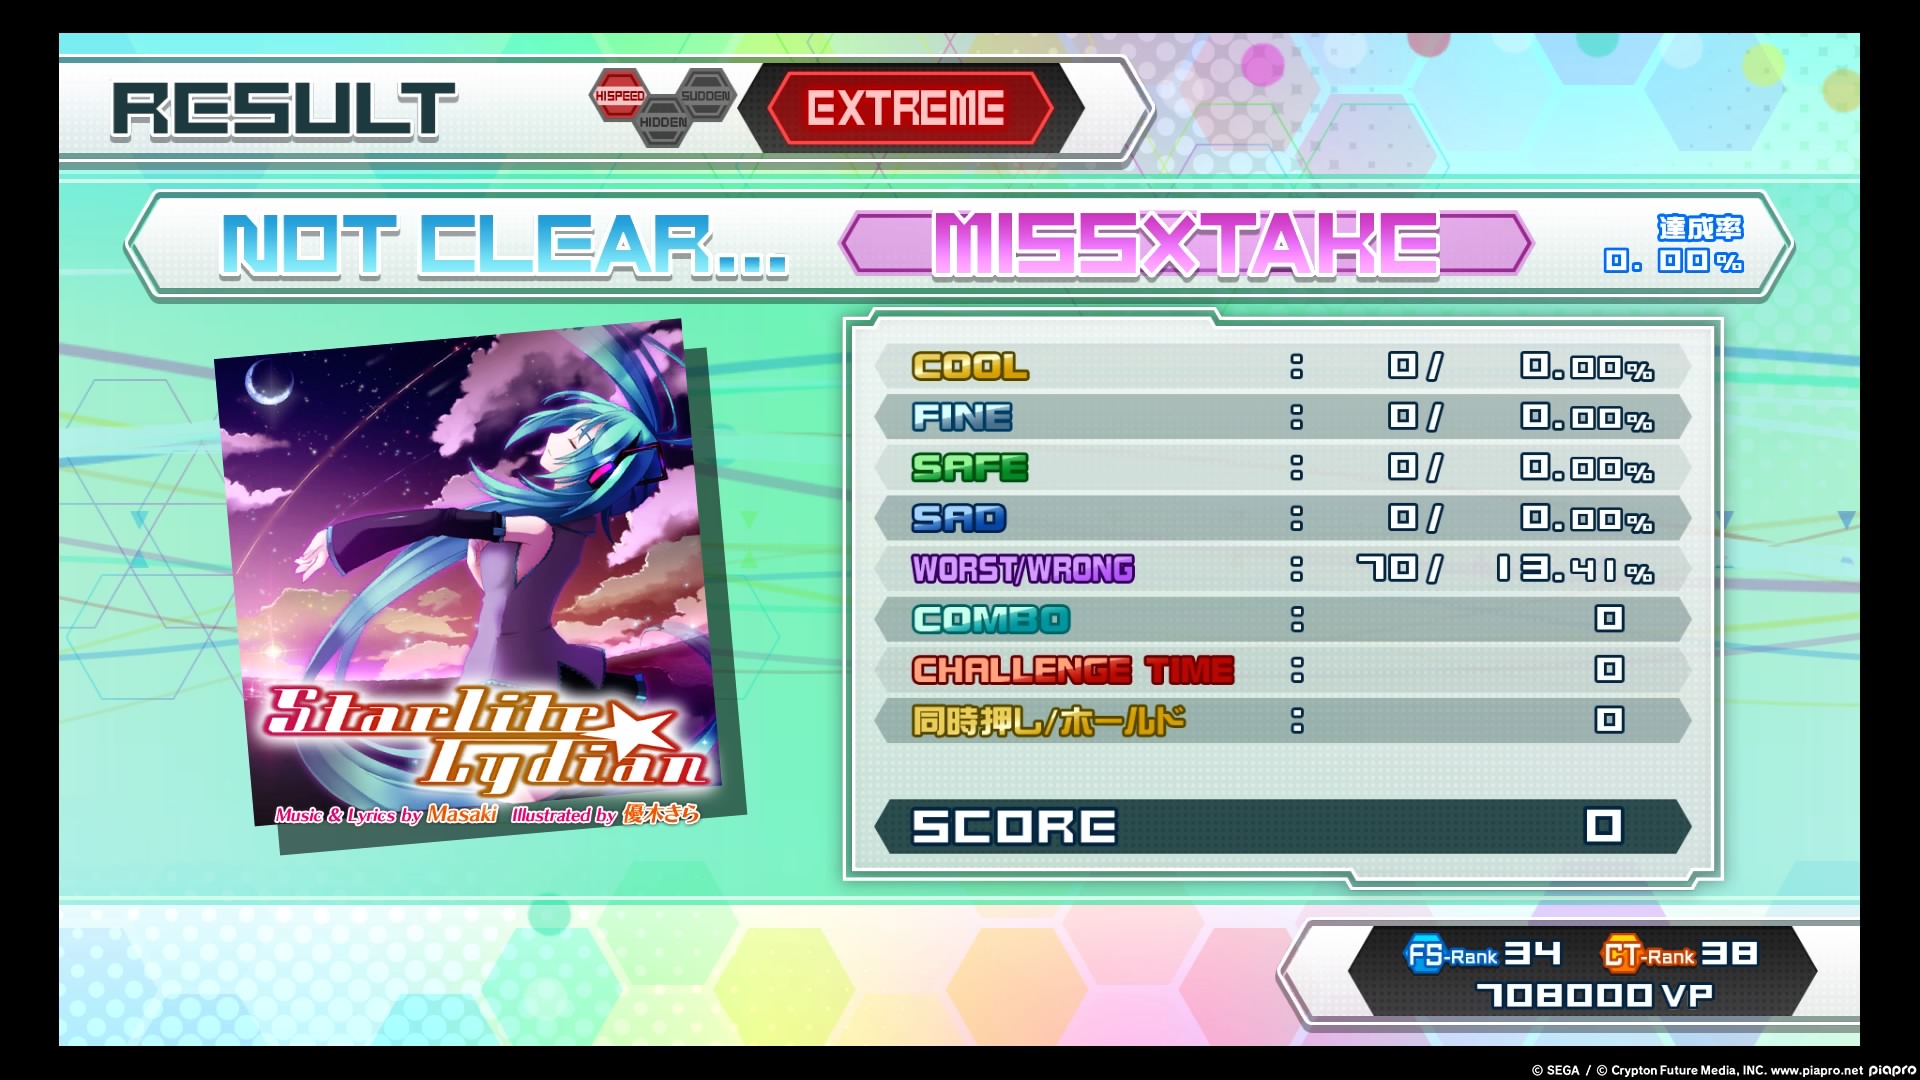 RESULT
HISPEED
HIDDEN
SUDDEN
EXTREME
NOT CLEAR...
MISS×TAKE
達成率
0.00%
COOL : 0/ 0.00%
FINE : 0/ 0.00%
SAFE : 0/ 0.00%
SAD : 0/ 0.00%
WORST/WRONG : 70/ 13.41%
COMBO : 0
CHALLENGE TIME : 0
同時押し/ホールド : 0
SCORE 0
Starlite★
Lydian
Music & Lyrics by Masaki Illustrated by 優木きら
FS-Rank 34 CT-Rank 38
708000 VP
© SEGA / © Crypton Future Media, INC. www.piapro.net piapro